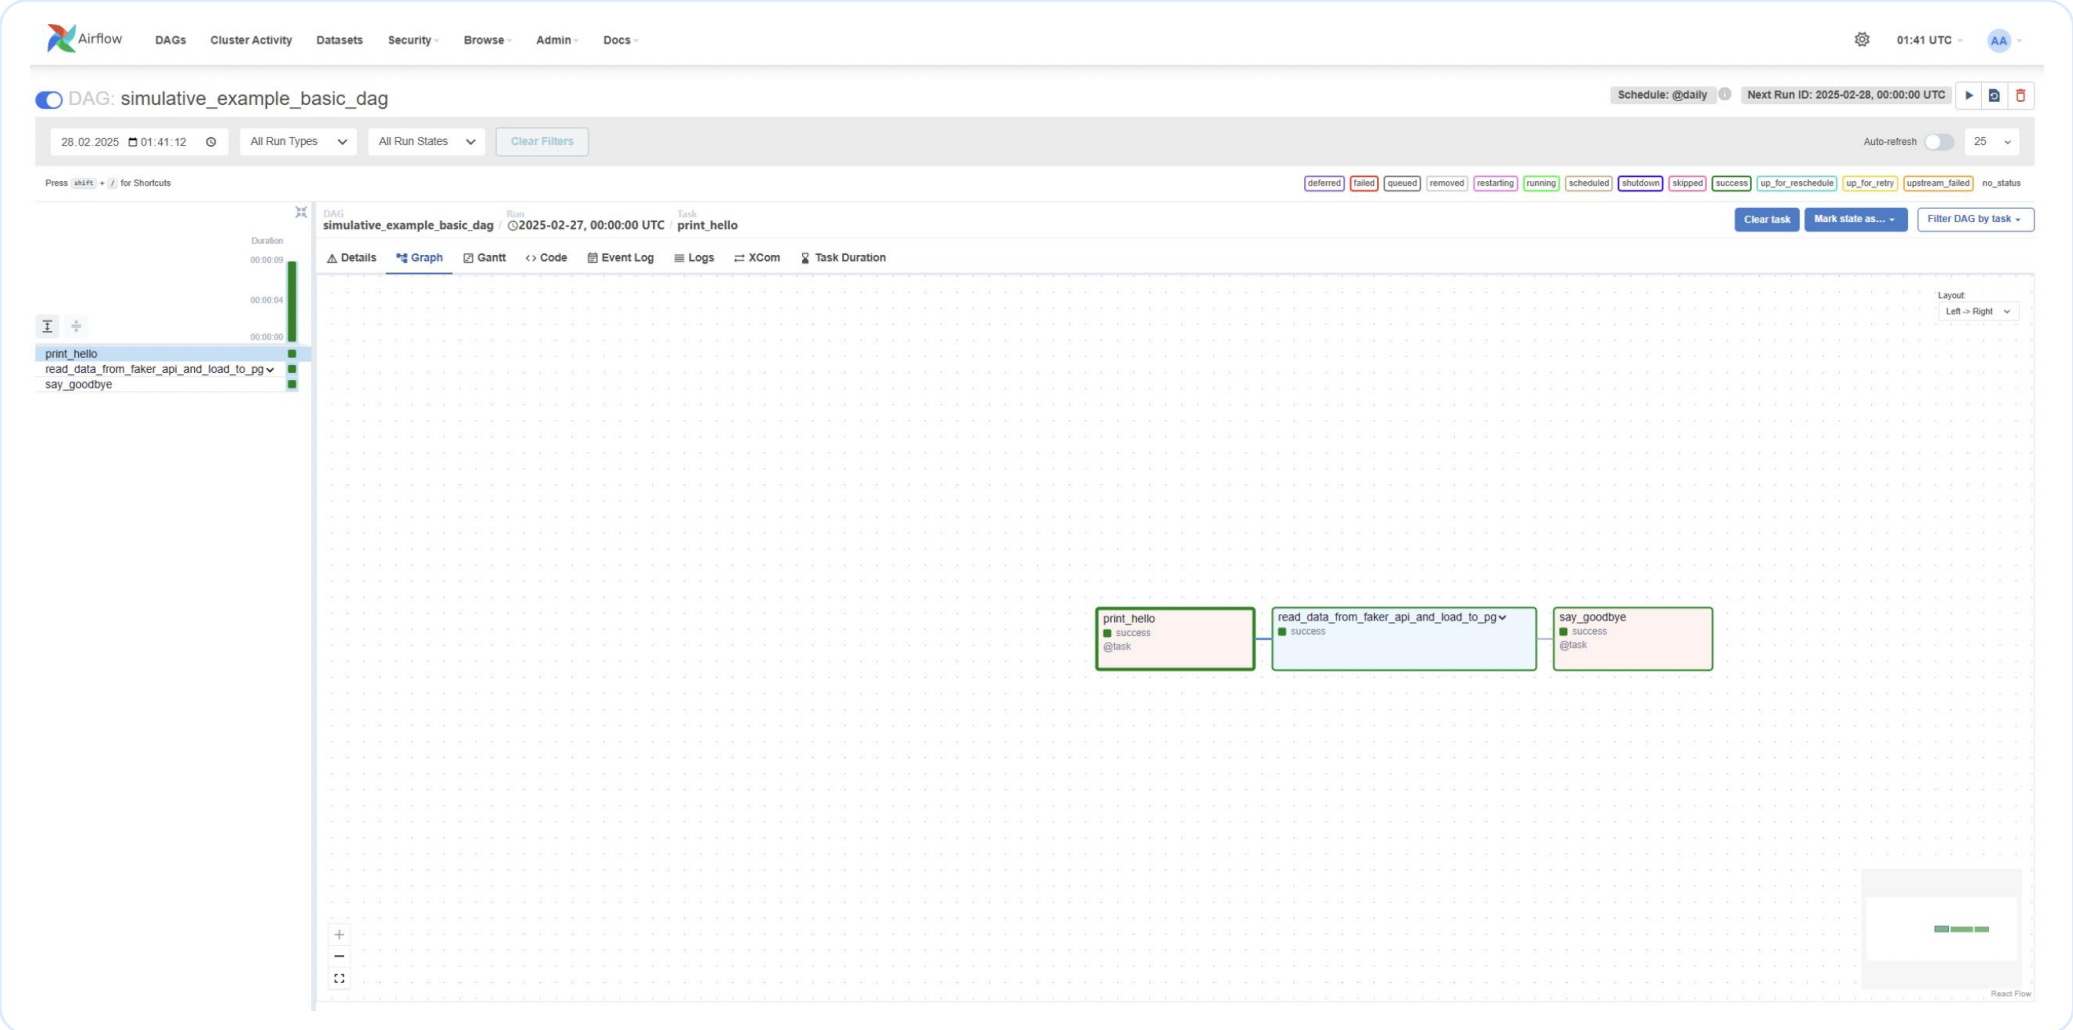 Airflow DAGs Cluster Activity Datasets Security Browse Admin Docs 01:41 UTC AA
DAG: simulative_example_basic_dag Schedule: @daily Next Run ID: 2025-02-28, 00:00:00 UTC
28.02.2025 01:41:12 All Run Types All Run States Clear Filters Auto-refresh 25
Press shift + / for Shortcuts deferred failed queued removed restarting running scheduled shutdown skipped success up_for_reschedule up_for_retry upstream_failed no_status
DAG Run Task
simulative_example_basic_dag / 2025-02-27, 00:00:00 UTC / print_hello Clear task Mark state as... Filter DAG by task
Duration
00:00:09
00:00:04
00:00:00
print_hello
read_data_from_faker_api_and_load_to_pg
say_goodbye
Details Graph Gantt Code Event Log Logs XCom Task Duration
Layout:
Left -> Right
print_hello
success
@task
read_data_from_faker_api_and_load_to_pg
success
say_goodbye
success
@task
React Flow